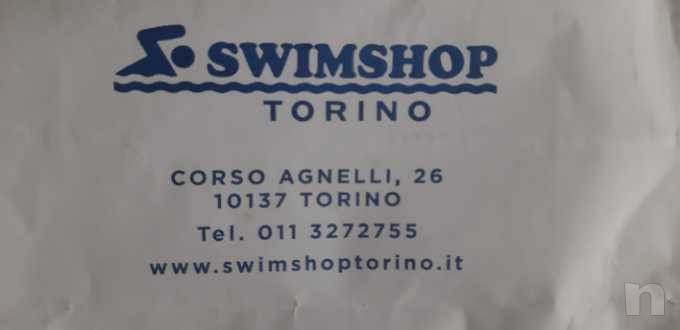 SWIMSHOP
TORINO
CORSO AGNELLI, 26
10137 TORINO
Tel. 011 3272755
www.swimshoptorino.it
n